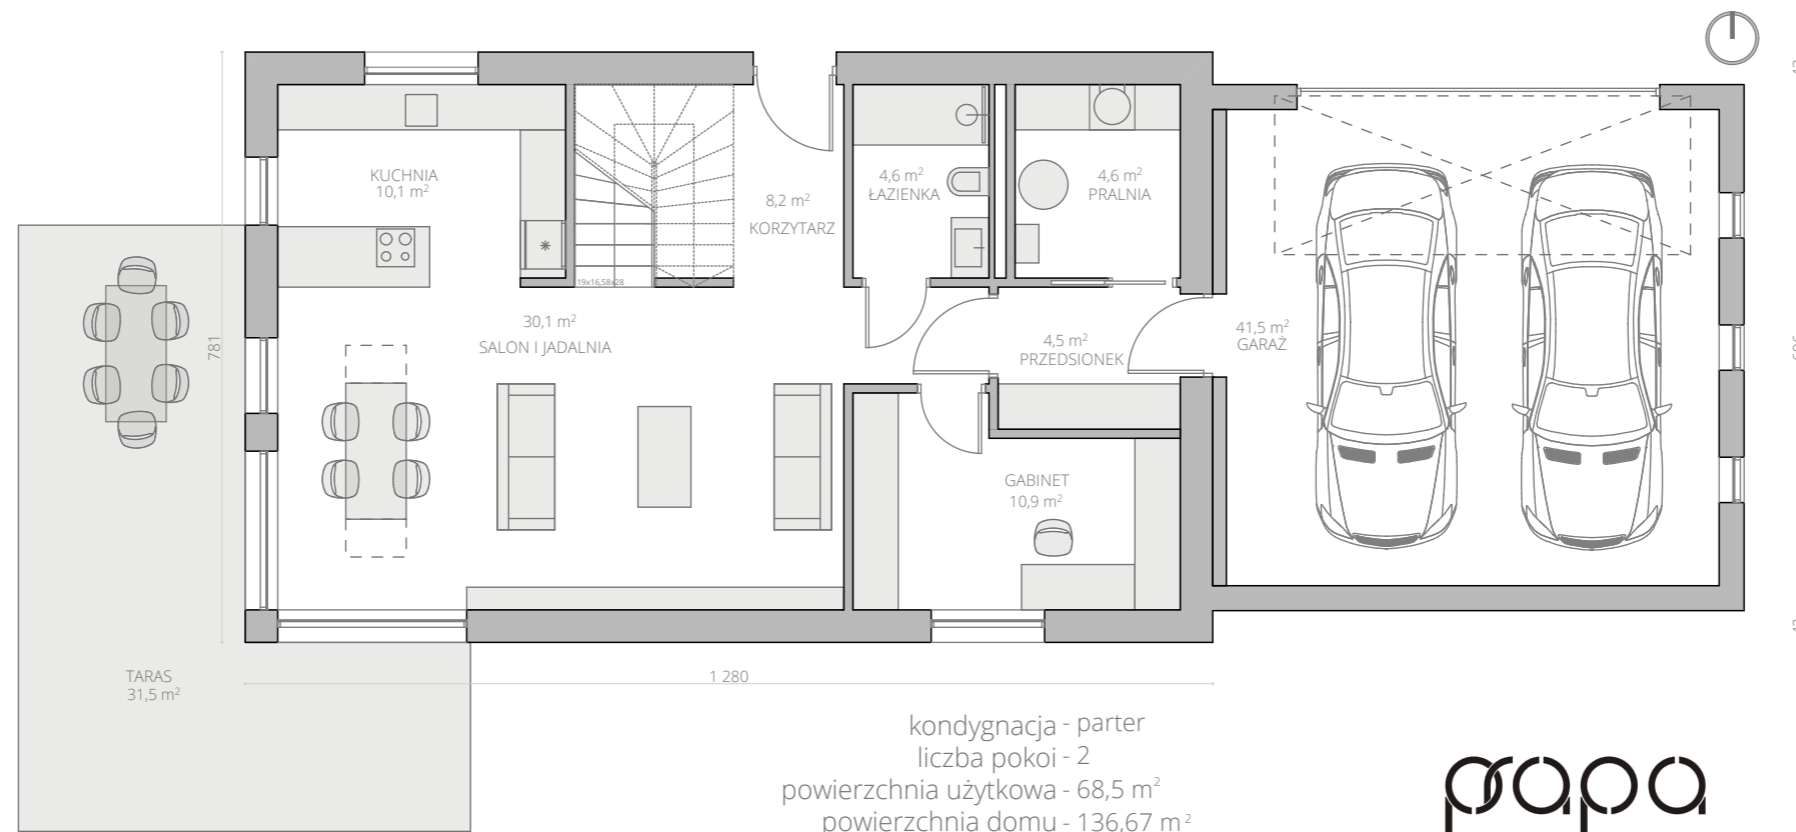 KUCHNIA
10,1 m²
8,2 m²
KORZYTARZ
4,6 m²
ŁAZIENKA
4,6 m²
PRALNIA
19x16,58x28
30,1 m²
SALON I JADALNIA
4,5 m²
PRZEDSIONEK
41,5 m²
GARAŻ
781
GABINET
10,9 m²
TARAS
31,5 m²
1 280
kondygnacja - parter
liczba pokoi - 2
powierzchnia użytkowa - 68,5 m²
powierzchnia domu - 136,67 m²
papa